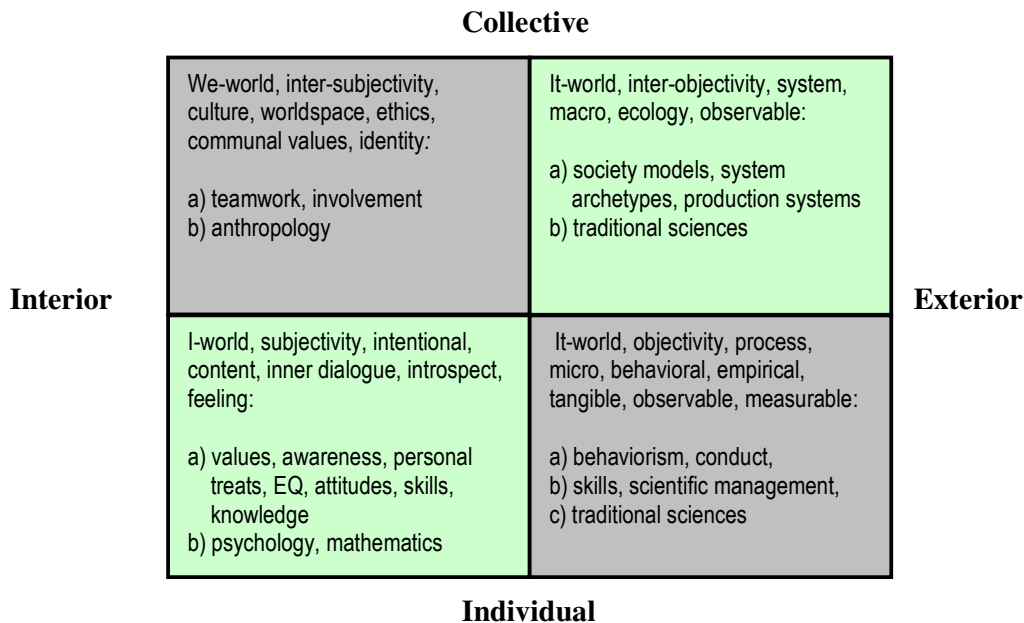 Collective
We-world, inter-subjectivity,
culture, worldspace, ethics,
communal values, identity:
a) teamwork, involvement
b) anthropology
It-world, inter-objectivity, system,
macro, ecology, observable:
a) society models, system
archetypes, production systems
b) traditional sciences
Interior
Exterior
I-world, subjectivity, intentional,
content, inner dialogue, introspect,
feeling:
a) values, awareness, personal
treats, EQ, attitudes, skills,
knowledge
b) psychology, mathematics
It-world, objectivity, process,
micro, behavioral, empirical,
tangible, observable, measurable:
a) behaviorism, conduct,
b) skills, scientific management,
c) traditional sciences
Individual